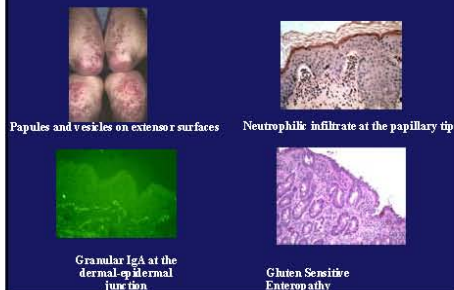 Papules and vesicles on extensor surfaces
Neutrophilic infiltrate at the papillary tip
Granular IgA at the
dermal-epidermal
junction
Gluten Sensitive
Enteropathy